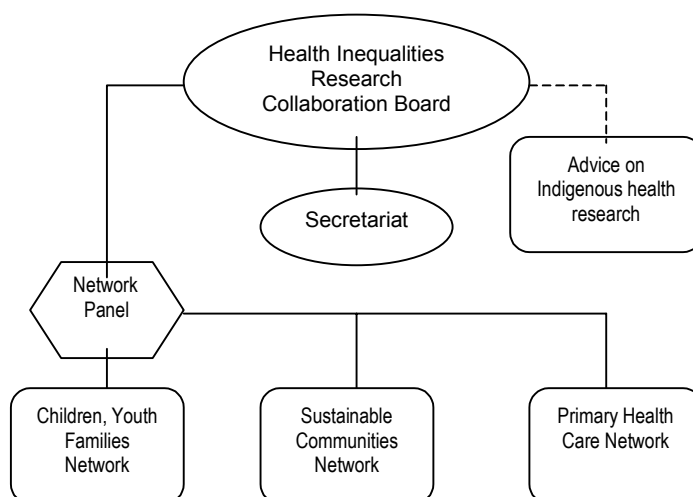 Health Inequalities
Research
Collaboration Board
Advice on
Indigenous health
research
Secretariat
Network
Panel
Children, Youth
Families
Network
Sustainable
Communities
Network
Primary Health
Care Network